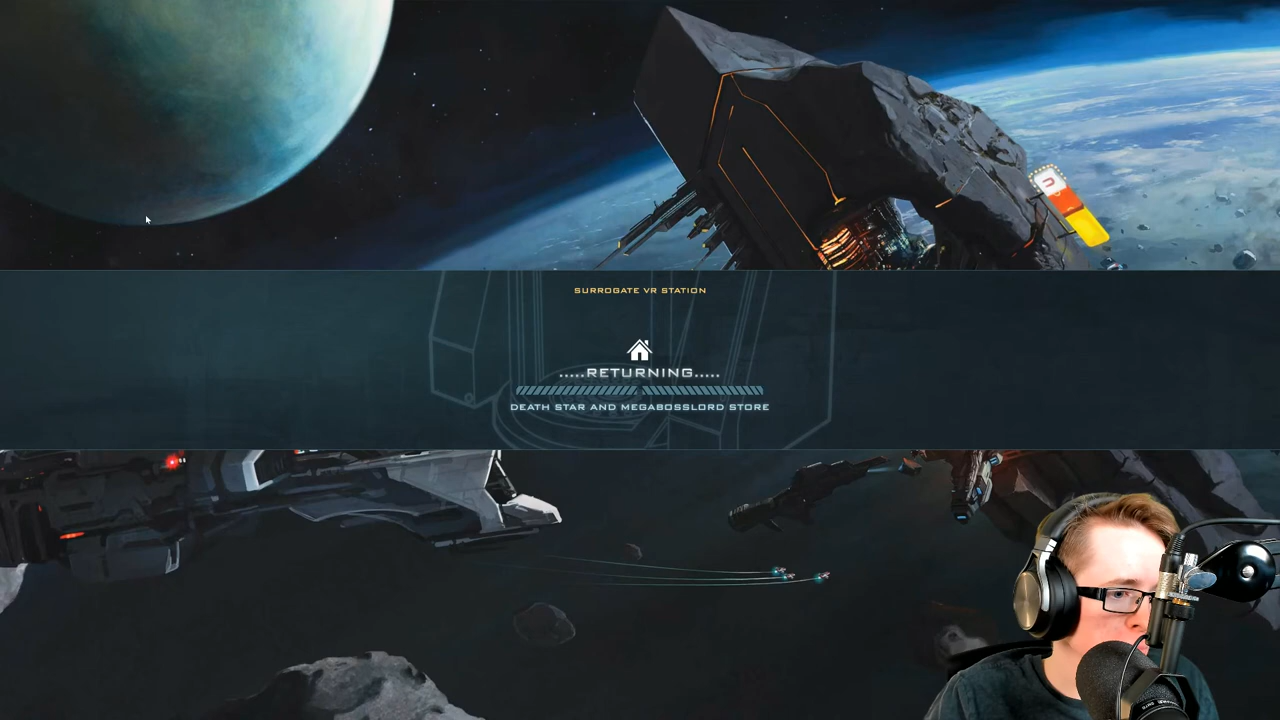 SURROGATE VR STATION
.....RETURNING.....
DEATH STAR AND MEGABOSSLORD STORE